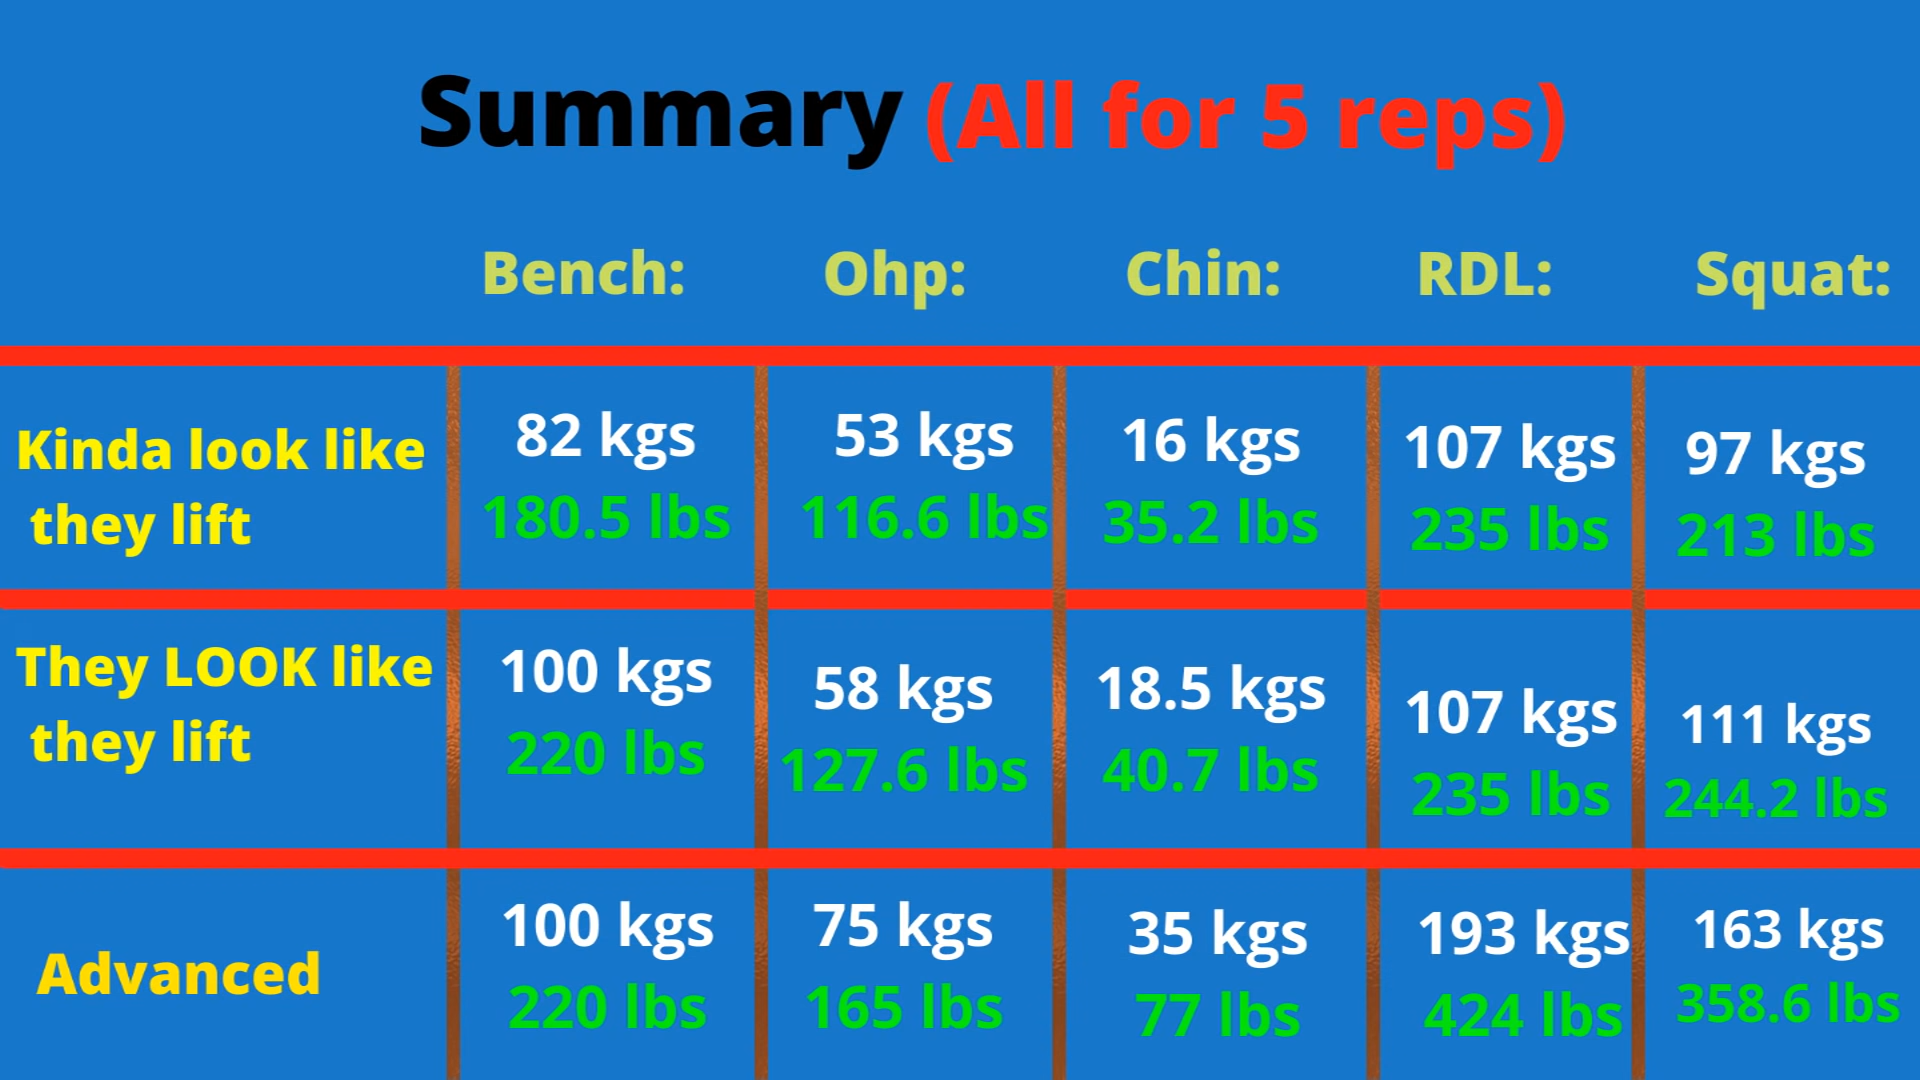 Summary (All for 5 reps)
Bench: Ohp: Chin: RDL: Squat:
Kinda look like
they lift
82 kgs
180.5 lbs
53 kgs
116.6 lbs
16 kgs
35.2 lbs
107 kgs
235 lbs
97 kgs
213 lbs
They LOOK like
they lift
100 kgs
220 lbs
58 kgs
127.6 lbs
18.5 kgs
40.7 lbs
107 kgs
235 lbs
111 kgs
244.2 lbs
Advanced
100 kgs
220 lbs
75 kgs
165 lbs
35 kgs
77 lbs
193 kgs
424 lbs
163 kgs
358.6 lbs